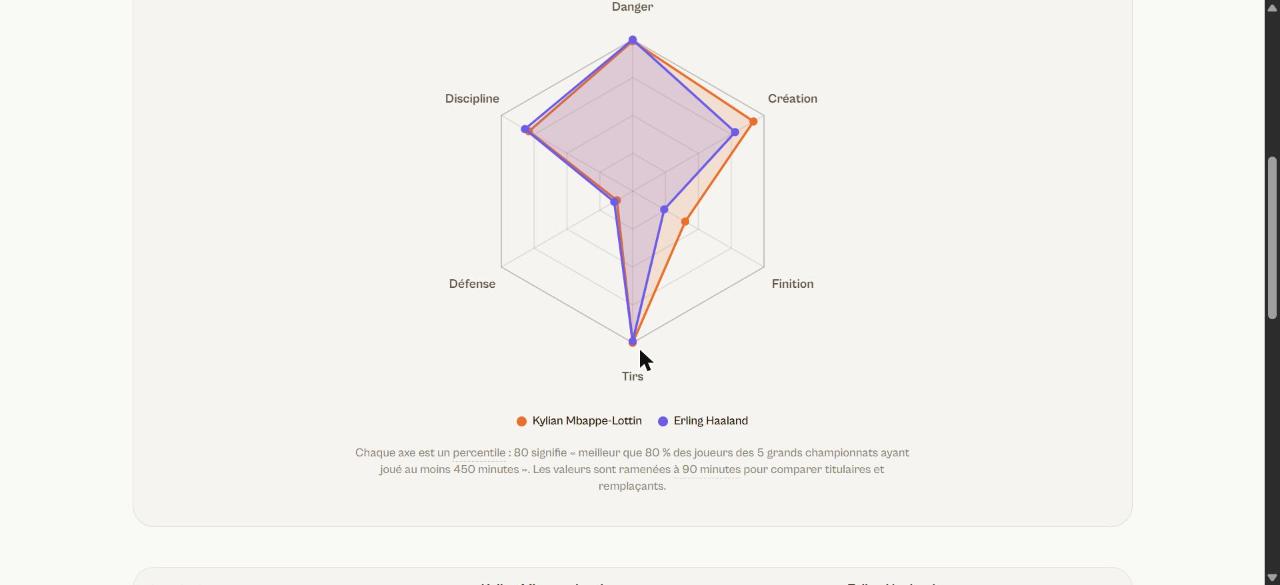 Danger
Discipline
Création
Défense
Finition
Tirs
Kylian Mbappe-Lottin
Erling Haaland
Chaque axe est un percentile : 80 signifie « meilleur que 80 % des joueurs des 5 grands championnats ayant
joué au moins 450 minutes ». Les valeurs sont ramenées à 90 minutes pour comparer titulaires et
remplaçants.